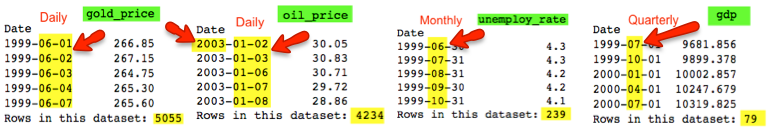 Daily gold_price
Date
1999-06-01 266.85
1999-06-02 267.15
1999-06-03 264.75
1999-06-04 265.30
1999-06-07 265.60
Rows in this dataset: 5055
Daily oil_price
Date
2003-01-02 30.05
2003-01-03 30.83
2003-01-06 30.71
2003-01-07 29.72
2003-01-08 28.86
Rows in this dataset: 4234
Monthly unemploy_rate
Date
1999-06-30 4.3
1999-07-31 4.3
1999-08-31 4.2
1999-09-30 4.2
1999-10-31 4.1
Rows in this dataset: 239
Quarterly gdp
Date
1999-07-01 9681.856
1999-10-01 9899.378
2000-01-01 10002.857
2000-04-01 10247.679
2000-07-01 10319.825
Rows in this dataset: 79